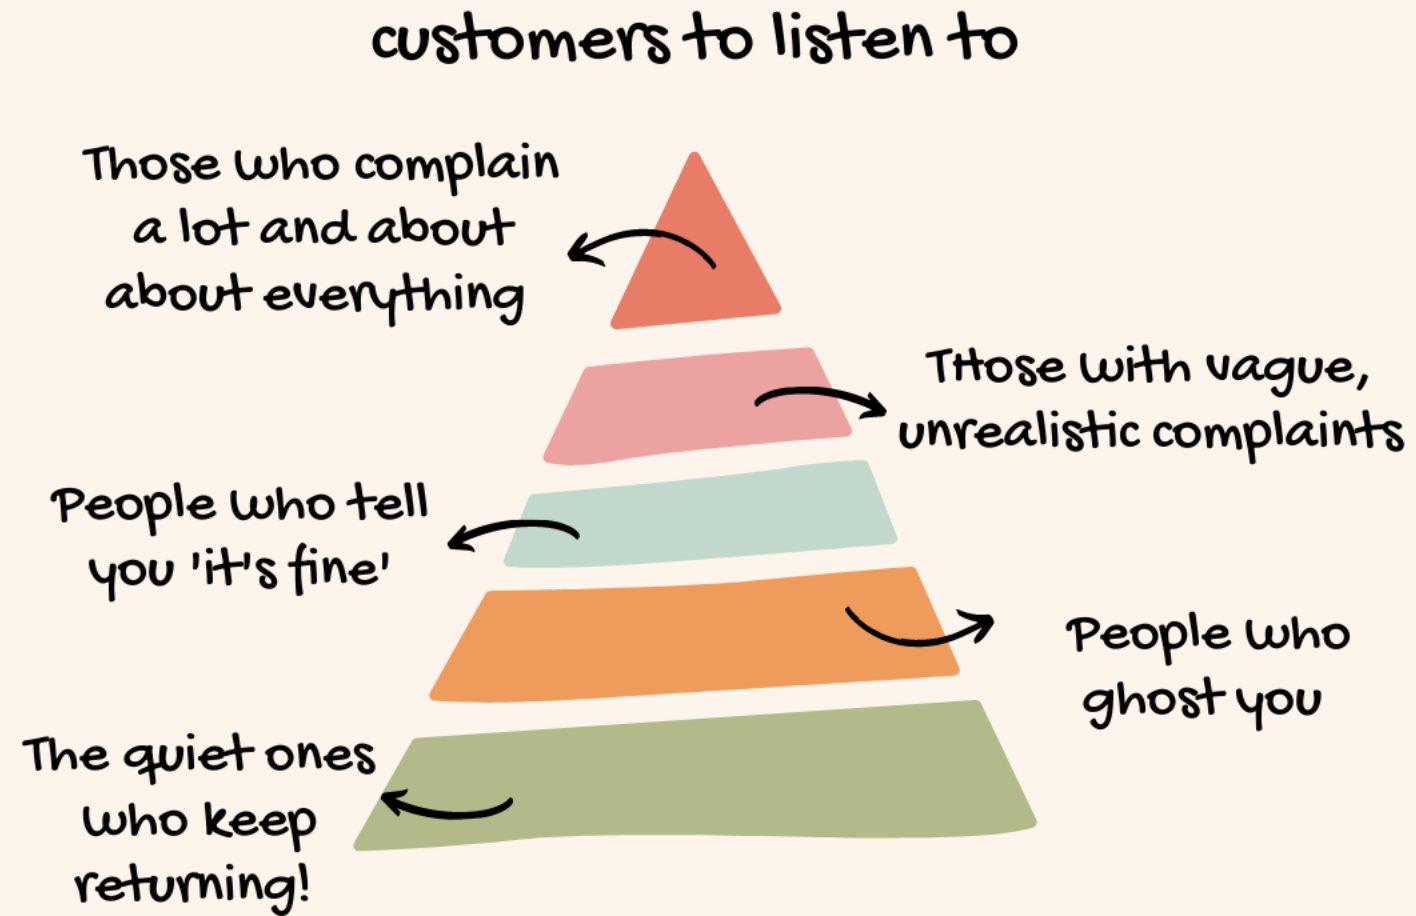 customers to listen to
Those who complain
a lot and about
about everything
THose with vague,
unrealistic complaints
People who tell
you 'it's fine'
People who
ghost you
The quiet ones
who keep
returning!